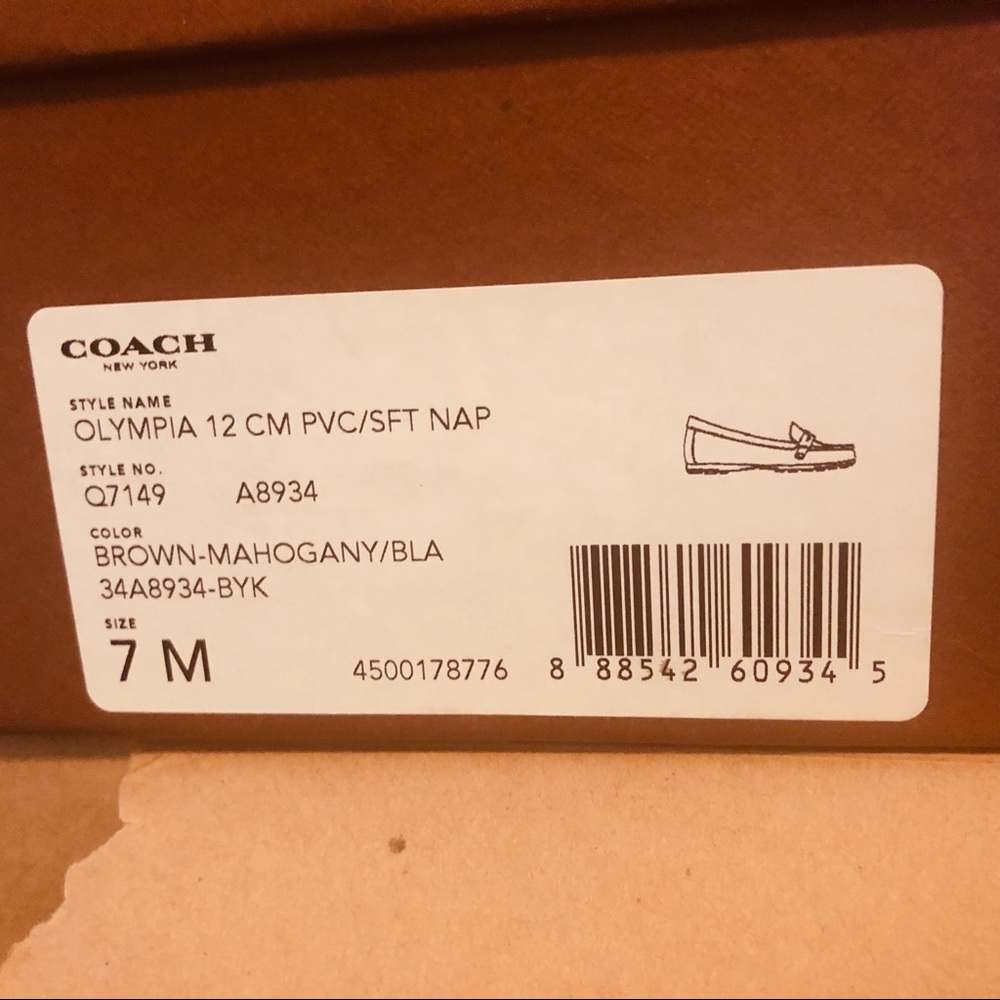 COACH
NEW YORK
STYLE NAME
OLYMPIA 12 CM PVC/SFT NAP
STYLE NO.
Q7149 A8934
COLOR
BROWN-MAHOGANY/BLA
34A8934-BYK
SIZE
7 M
4500178776
8 88542 60934 5